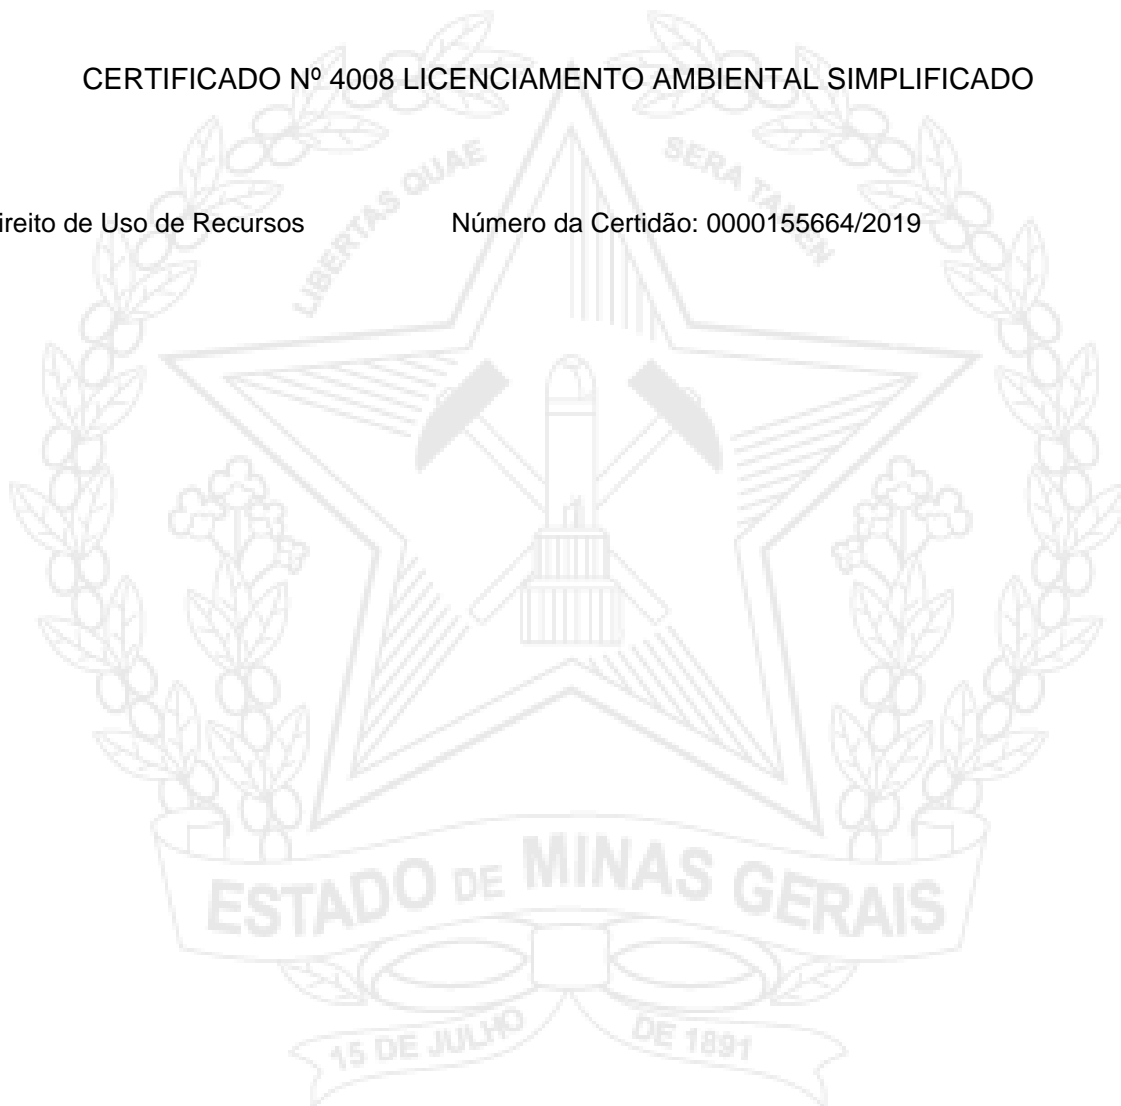 CERTIFICADO Nº 4008 LICENCIAMENTO AMBIENTAL SIMPLIFICADO
LIBERTAS QUAE SERA TAMEN
ireito de Uso de Recursos Número da Certidão: 0000155664/2019
ESTADO DE MINAS GERAIS
15 DE JULHO DE 1891